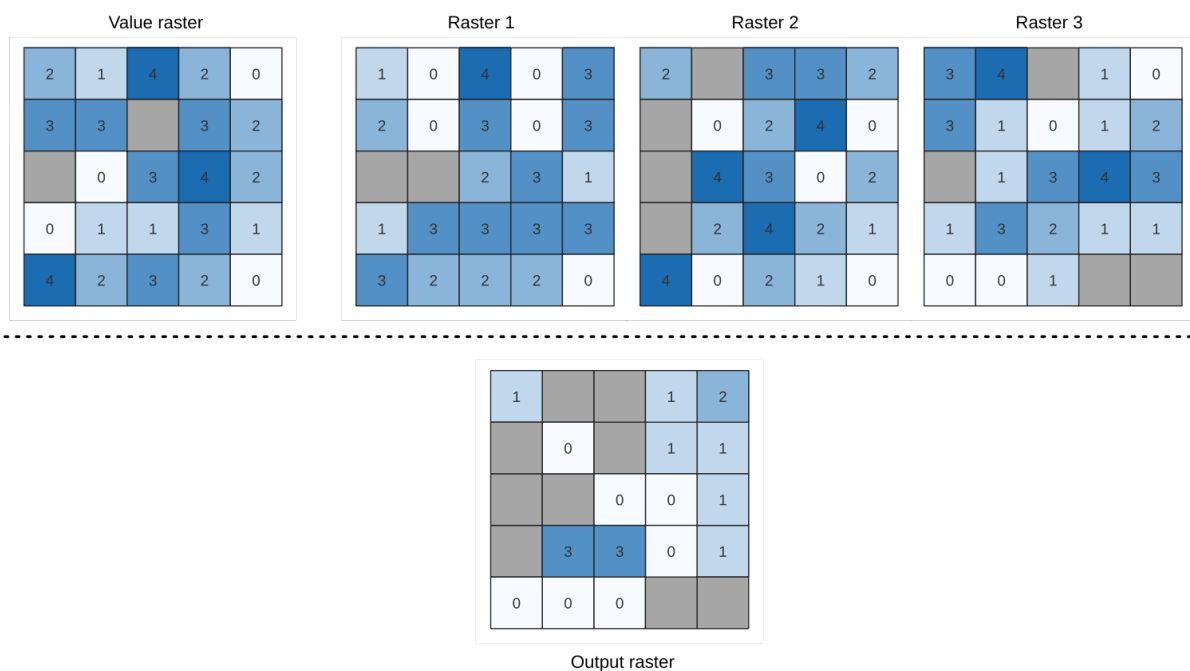 Value raster Raster 1 Raster 2 Raster 3
2 1 4 2 0 1 0 4 0 3 2 3 3 2 3 4 1 0
3 3 3 2 2 0 3 0 3 0 2 4 0 3 1 0 1 2
0 3 4 2 2 3 1 4 3 0 2 1 3 4 3
0 1 1 3 1 1 3 3 3 3 2 4 2 1 1 3 2 1 1
4 2 3 2 0 3 2 2 2 0 4 0 2 1 0 0 0 1
1 1 2
0 1 1
0 0 1
3 3 0 1
0 0 0
Output raster